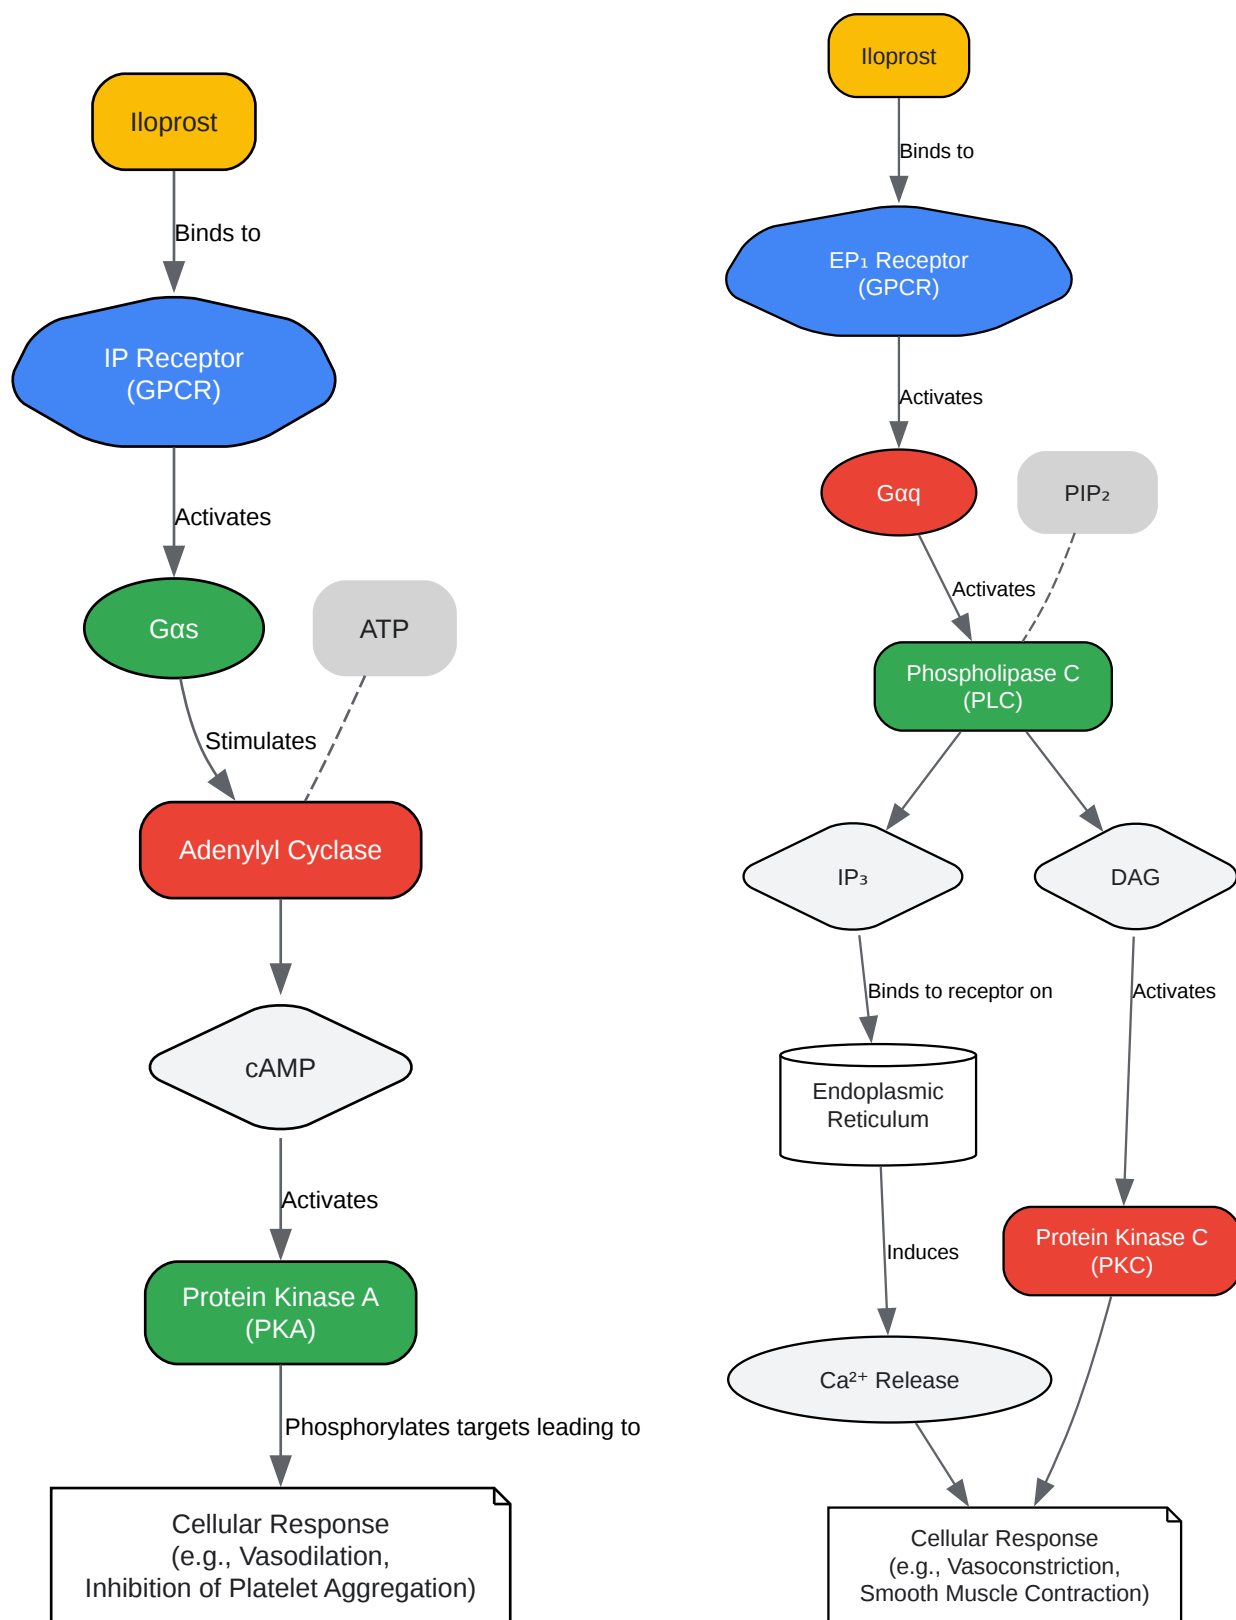 Iloprost
Binds to
IP Receptor
(GPCR)
Activates
Gαs
ATP
Stimulates
Adenylyl Cyclase
cAMP
Activates
Protein Kinase A
(PKA)
Phosphorylates targets leading to
Cellular Response
(e.g., Vasodilation,
Inhibition of Platelet Aggregation)
Iloprost
Binds to
EP₁ Receptor
(GPCR)
Activates
Gαq
PIP₂
Activates
Phospholipase C
(PLC)
IP₃
DAG
Binds to receptor on
Activates
Endoplasmic
Reticulum
Induces
Protein Kinase C
(PKC)
Ca²⁺ Release
Cellular Response
(e.g., Vasoconstriction,
Smooth Muscle Contraction)